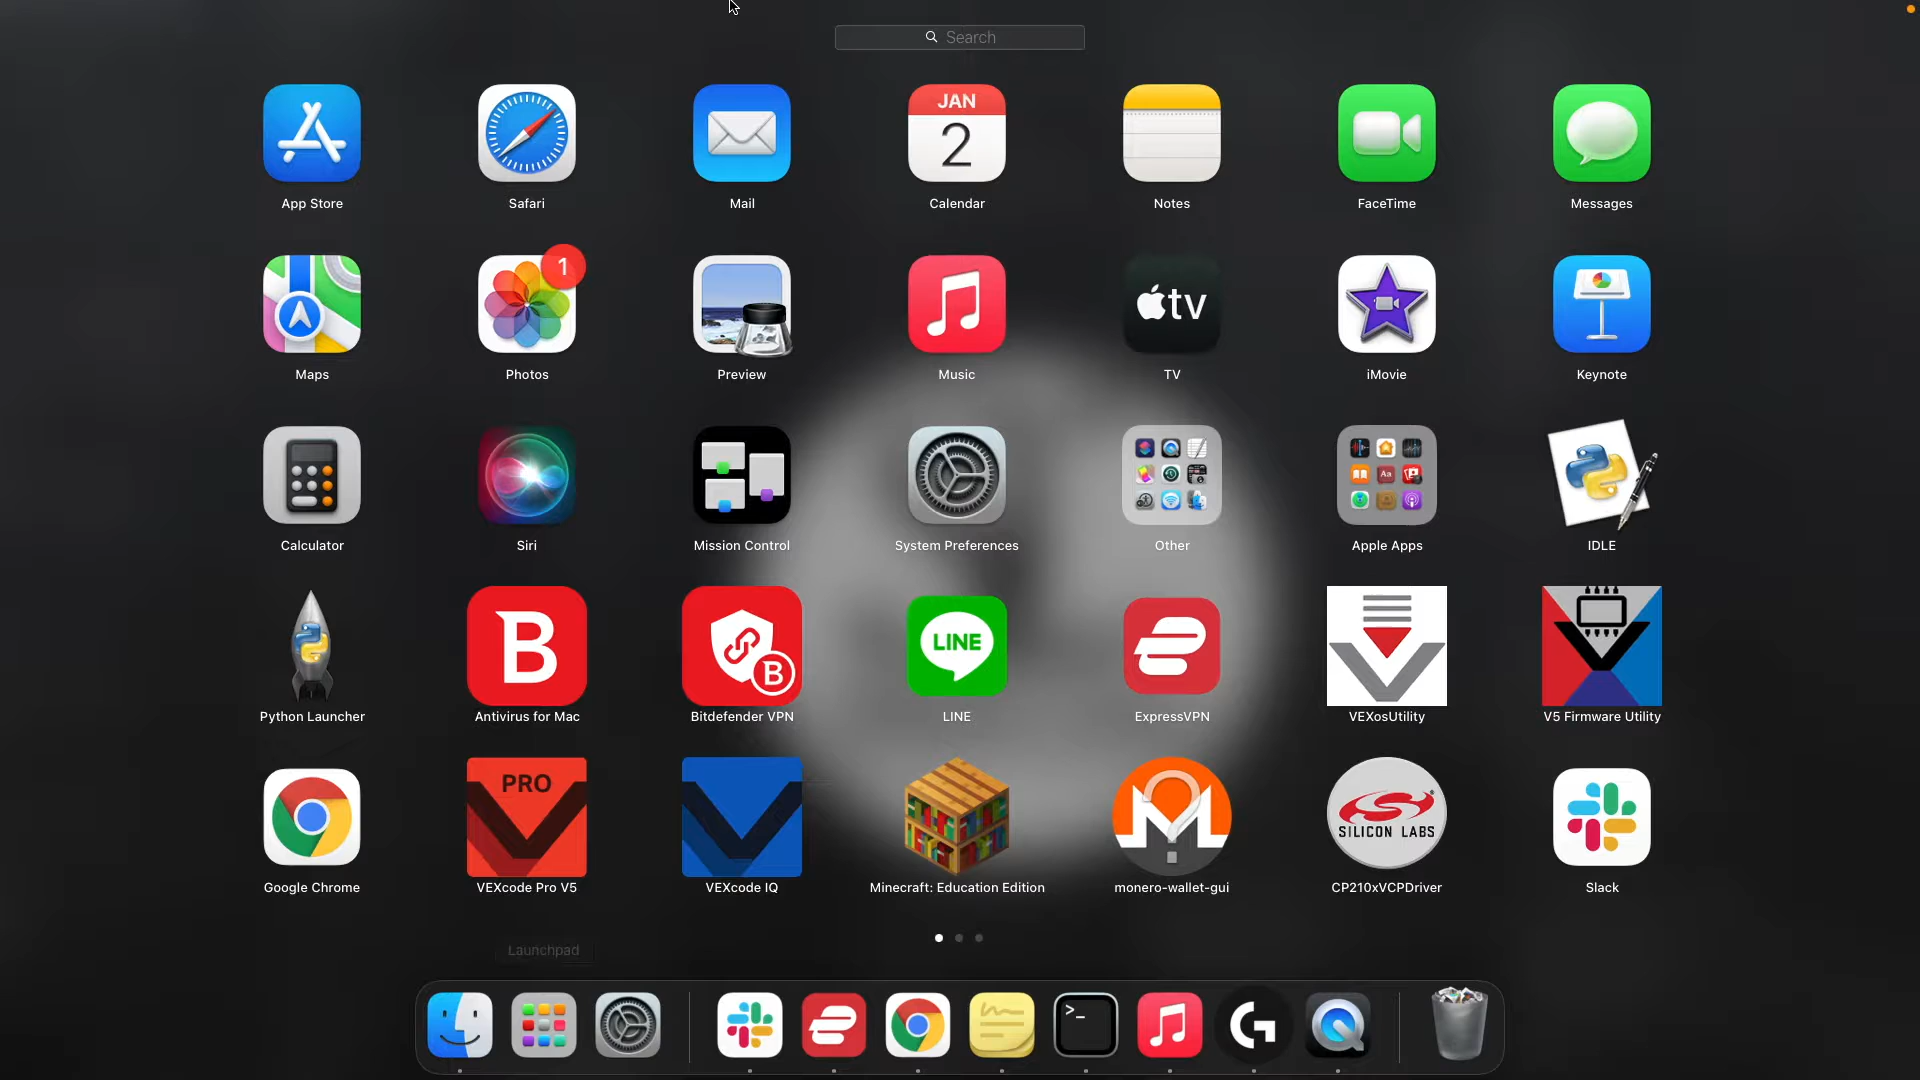 Search
JAN
2
App Store
Safari
Mail
Calendar
Notes
FaceTime
Messages
1
tv
Maps
Photos
Preview
Music
TV
iMovie
Keynote
Aa
Calculator
Siri
Mission Control
System Preferences
Other
Apple Apps
IDLE
B
B
LINE
Python Launcher
Antivirus for Mac
Bitdefender VPN
LINE
ExpressVPN
VEXosUtility
V5 Firmware Utility
PRO
SILICON LABS
Google Chrome
VEXcode Pro V5
VEXcode IQ
Minecraft: Education Edition
monero-wallet-gui
CP210xVCPDriver
Slack
Launchpad
>_